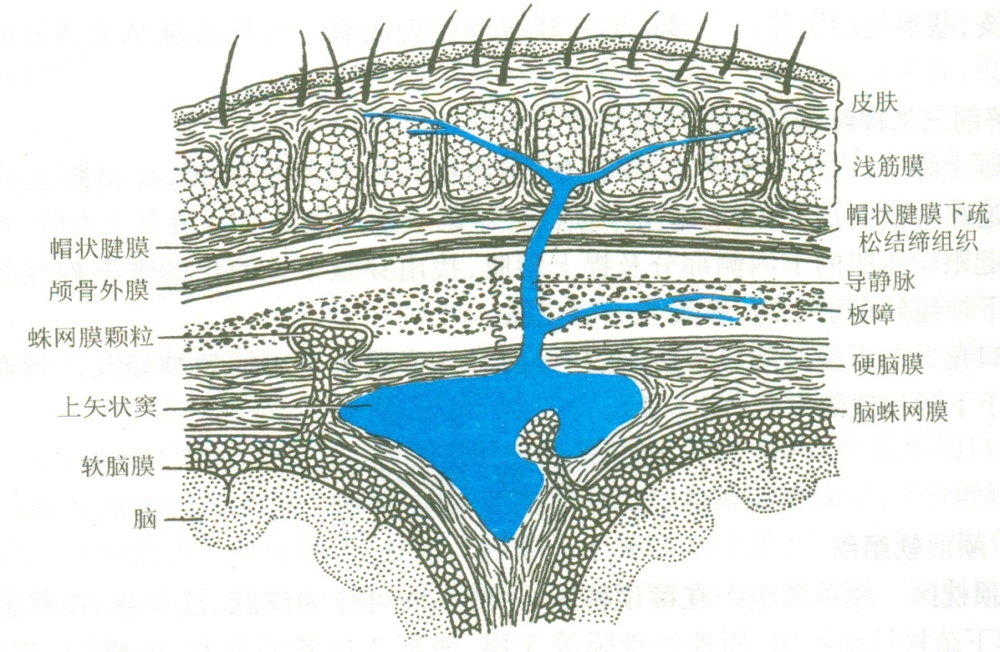 皮肤
浅筋膜
帽状腱膜下疏
松结缔组织
导静脉
板障
硬脑膜
脑蛛网膜
帽状腱膜
颅骨外膜
蛛网膜颗粒
上矢状窦
软脑膜
脑